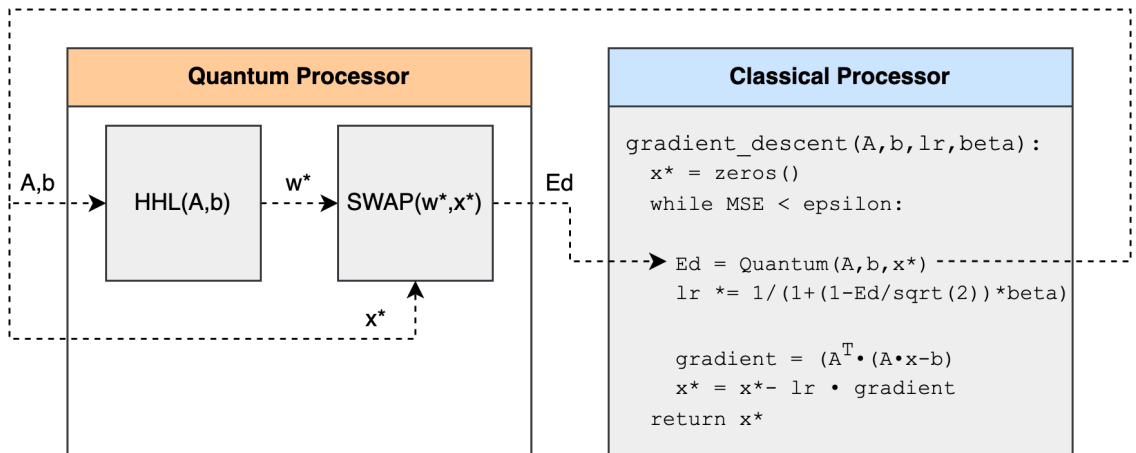 Quantum Processor
A,b
HHL(A,b)
w*
SWAP(w*,x*)
x*
Ed
Classical Processor
gradient_descent(A,b,lr,beta):
x* = zeros()
while MSE < epsilon:
Ed = Quantum(A,b,x*)
lr *= 1/(1+(1-Ed/sqrt(2))*beta)
gradient = (Aᵀ•(A•x-b)
x* = x*- lr • gradient
return x*